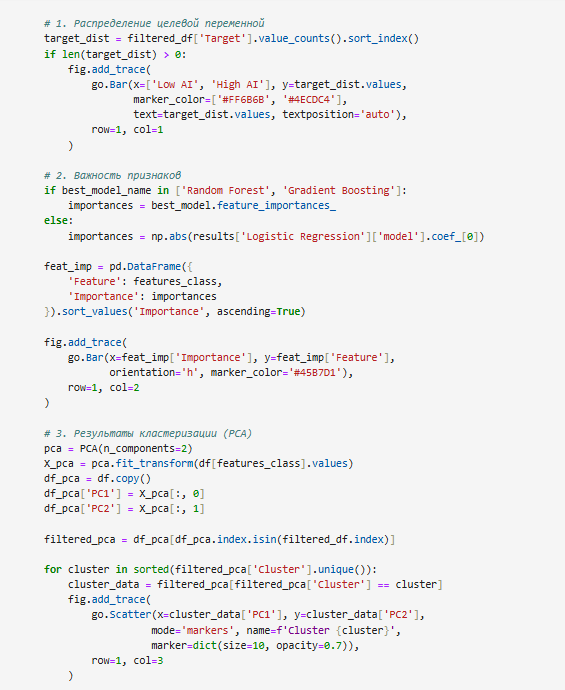 # 1. Распределение целевой переменной
target_dist = filtered_df['Target'].value_counts().sort_index()
if len(target_dist) > 0:
    fig.add_trace(
        go.Bar(x=['Low AI', 'High AI'], y=target_dist.values,
               marker_color=['#FF6B6B', '#4ECDC4'],
               text=target_dist.values, textposition='auto'),
        row=1, col=1
    )

# 2. Важность признаков
if best_model_name in ['Random Forest', 'Gradient Boosting']:
    importances = best_model.feature_importances_
else:
    importances = np.abs(results['Logistic Regression']['model'].coef_[0])

feat_imp = pd.DataFrame({
    'Feature': features_class,
    'Importance': importances
}).sort_values('Importance', ascending=True)

fig.add_trace(
    go.Bar(x=feat_imp['Importance'], y=feat_imp['Feature'],
           orientation='h', marker_color='#45B7D1'),
    row=1, col=2
)

# 3. Результаты кластеризации (PCA)
pca = PCA(n_components=2)
X_pca = pca.fit_transform(df[features_class].values)
df_pca = df.copy()
df_pca['PC1'] = X_pca[:, 0]
df_pca['PC2'] = X_pca[:, 1]

filtered_pca = df_pca[df_pca.index.isin(filtered_df.index)]

for cluster in sorted(filtered_pca['Cluster'].unique()):
    cluster_data = filtered_pca[filtered_pca['Cluster'] == cluster]
    fig.add_trace(
        go.Scatter(x=cluster_data['PC1'], y=cluster_data['PC2'],
                   mode='markers', name=f'Cluster {cluster}',
                   marker=dict(size=10, opacity=0.7)),
        row=1, col=3
    )